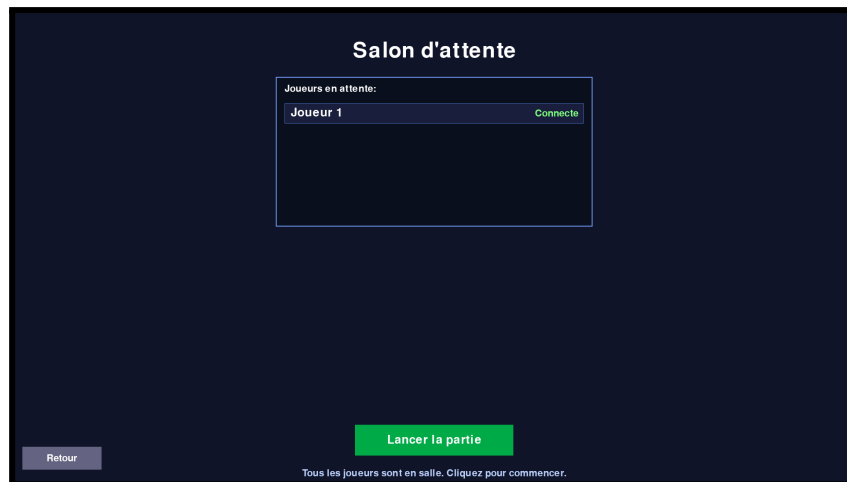 Salon d'attente
Joueurs en attente:
Joueur 1 Connecte
Lancer la partie
Retour
Tous les joueurs sont en salle. Cliquez pour commencer.